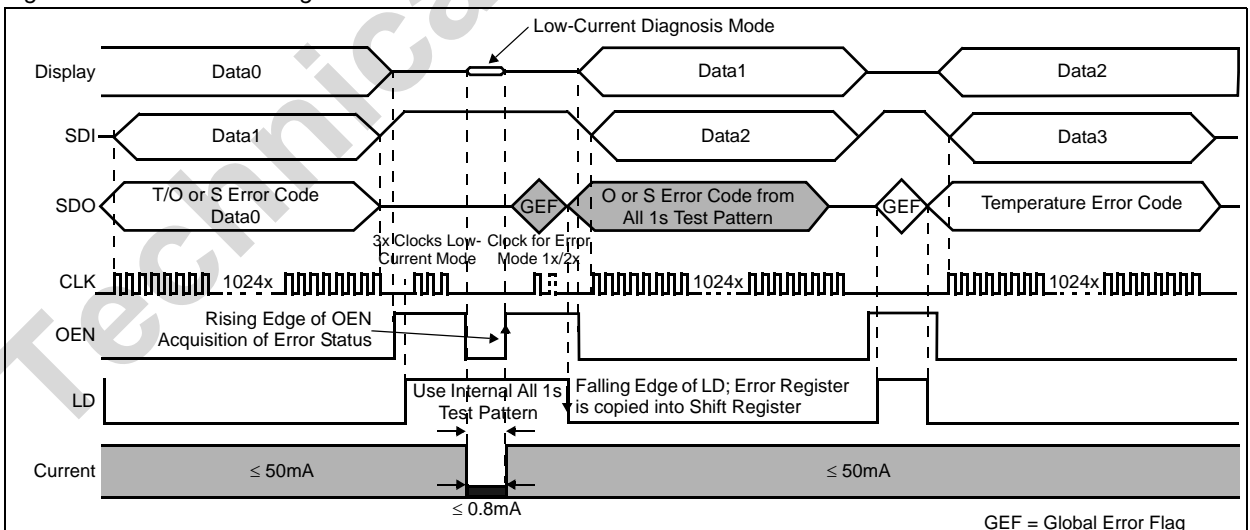 Low-Current Diagnosis Mode
Display
Data0
Data1
Data2
SDI
Data1
Data2
Data3
SDO
T/O or S Error Code
Data0
GEF
O or S Error Code from
All 1s Test Pattern
GEF
Temperature Error Code
3x Clocks Low-
Current Mode
Clock for Error
Mode 1x/2x
CLK
1024x
1024x
1024x
OEN
Rising Edge of OEN
Acquisition of Error Status
LD
Use Internal All 1s
Test Pattern
Falling Edge of LD; Error Register
is copied into Shift Register
Current
≤ 50mA
≤ 50mA
≤ 0.8mA
GEF = Global Error Flag
Technica